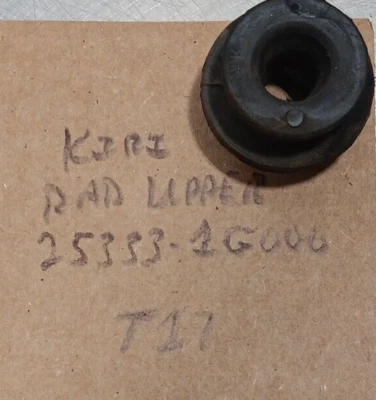 KIRI
RAD UPPER
25333-1G000
T17